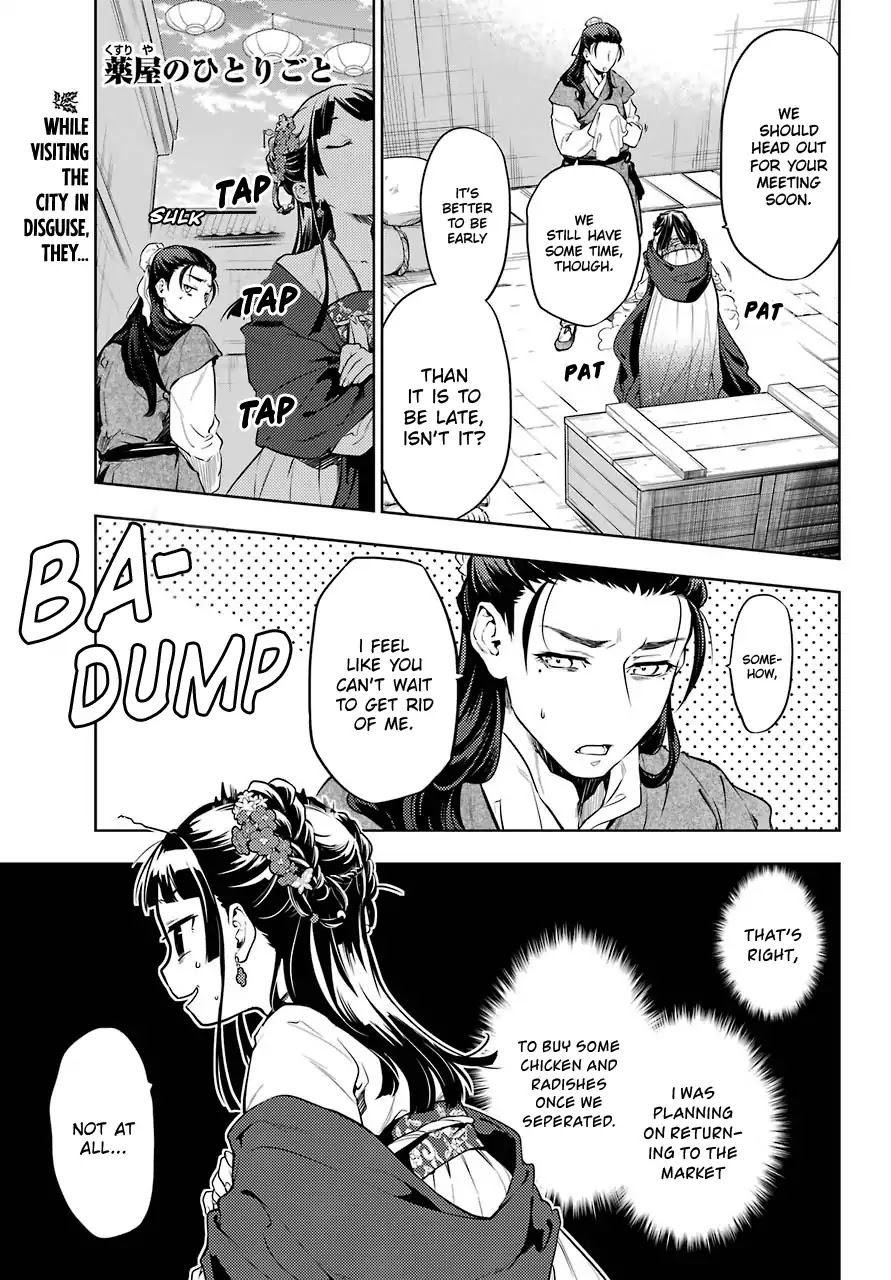 WE
SHOULD
HEAD OUT
FOR YOUR
MEETING
SOON.
WE
STILL HAVE
SOME TIME,
THOUGH.
PAT
PAT
IT'S
BETTER
TO BE
EARLY
THAN
IT IS TO
BE LATE,
ISN'T IT?
くすり や
薬屋のひとりごと
WHILE
VISITING
THE
CITY IN
DISGUISE,
THEY...
TAP
SULK
TAP
TAP
SOME-
HOW,
I FEEL
LIKE YOU
CAN'T WAIT
TO GET RID
OF ME.
BA-
DUMP
THAT'S
RIGHT,
I WAS
PLANNING
ON RETURN-
ING TO THE
MARKET
TO BUY SOME
CHICKEN AND
RADISHES
ONCE WE
SEPERATED.
NOT AT
ALL...